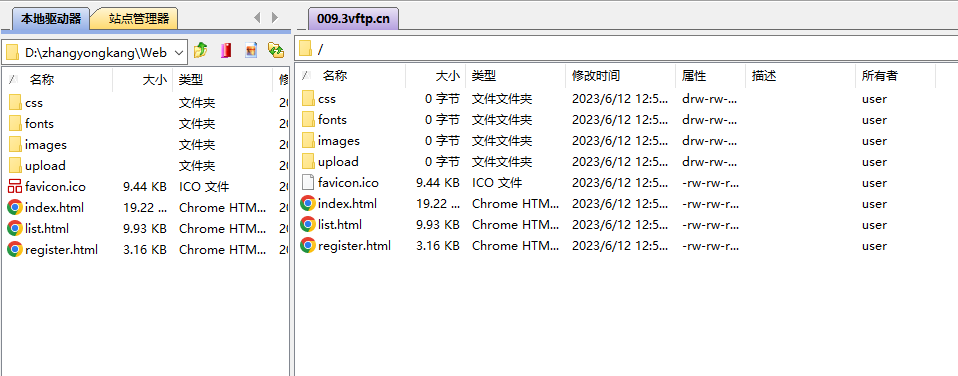 本地驱动器 站点管理器
D:\zhangyongkang\Web
/ 名称 大小 类型 修
css 文件夹 20
fonts 文件夹 20
images 文件夹 20
upload 文件夹 20
favicon.ico 9.44 KB ICO 文件 20
index.html 19.22 ... Chrome HTM... 20
list.html 9.93 KB Chrome HTM... 20
register.html 3.16 KB Chrome HTM... 20
009.3vftp.cn
/
/ 名称 大小 类型 修改时间 属性 描述 所有者
css 0 字节 文件文件夹 2023/6/12 12:5... drw-rw-... user
fonts 0 字节 文件文件夹 2023/6/12 12:5... drw-rw-... user
images 0 字节 文件文件夹 2023/6/12 12:5... drw-rw-... user
upload 0 字节 文件文件夹 2023/6/12 12:5... drw-rw-... user
favicon.ico 9.44 KB ICO 文件 2023/6/12 12:5... -rw-rw-r... user
index.html 19.22 ... Chrome HTM... 2023/6/12 12:5... -rw-rw-r... user
list.html 9.93 KB Chrome HTM... 2023/6/12 12:5... -rw-rw-r... user
register.html 3.16 KB Chrome HTM... 2023/6/12 12:5... -rw-rw-r... user